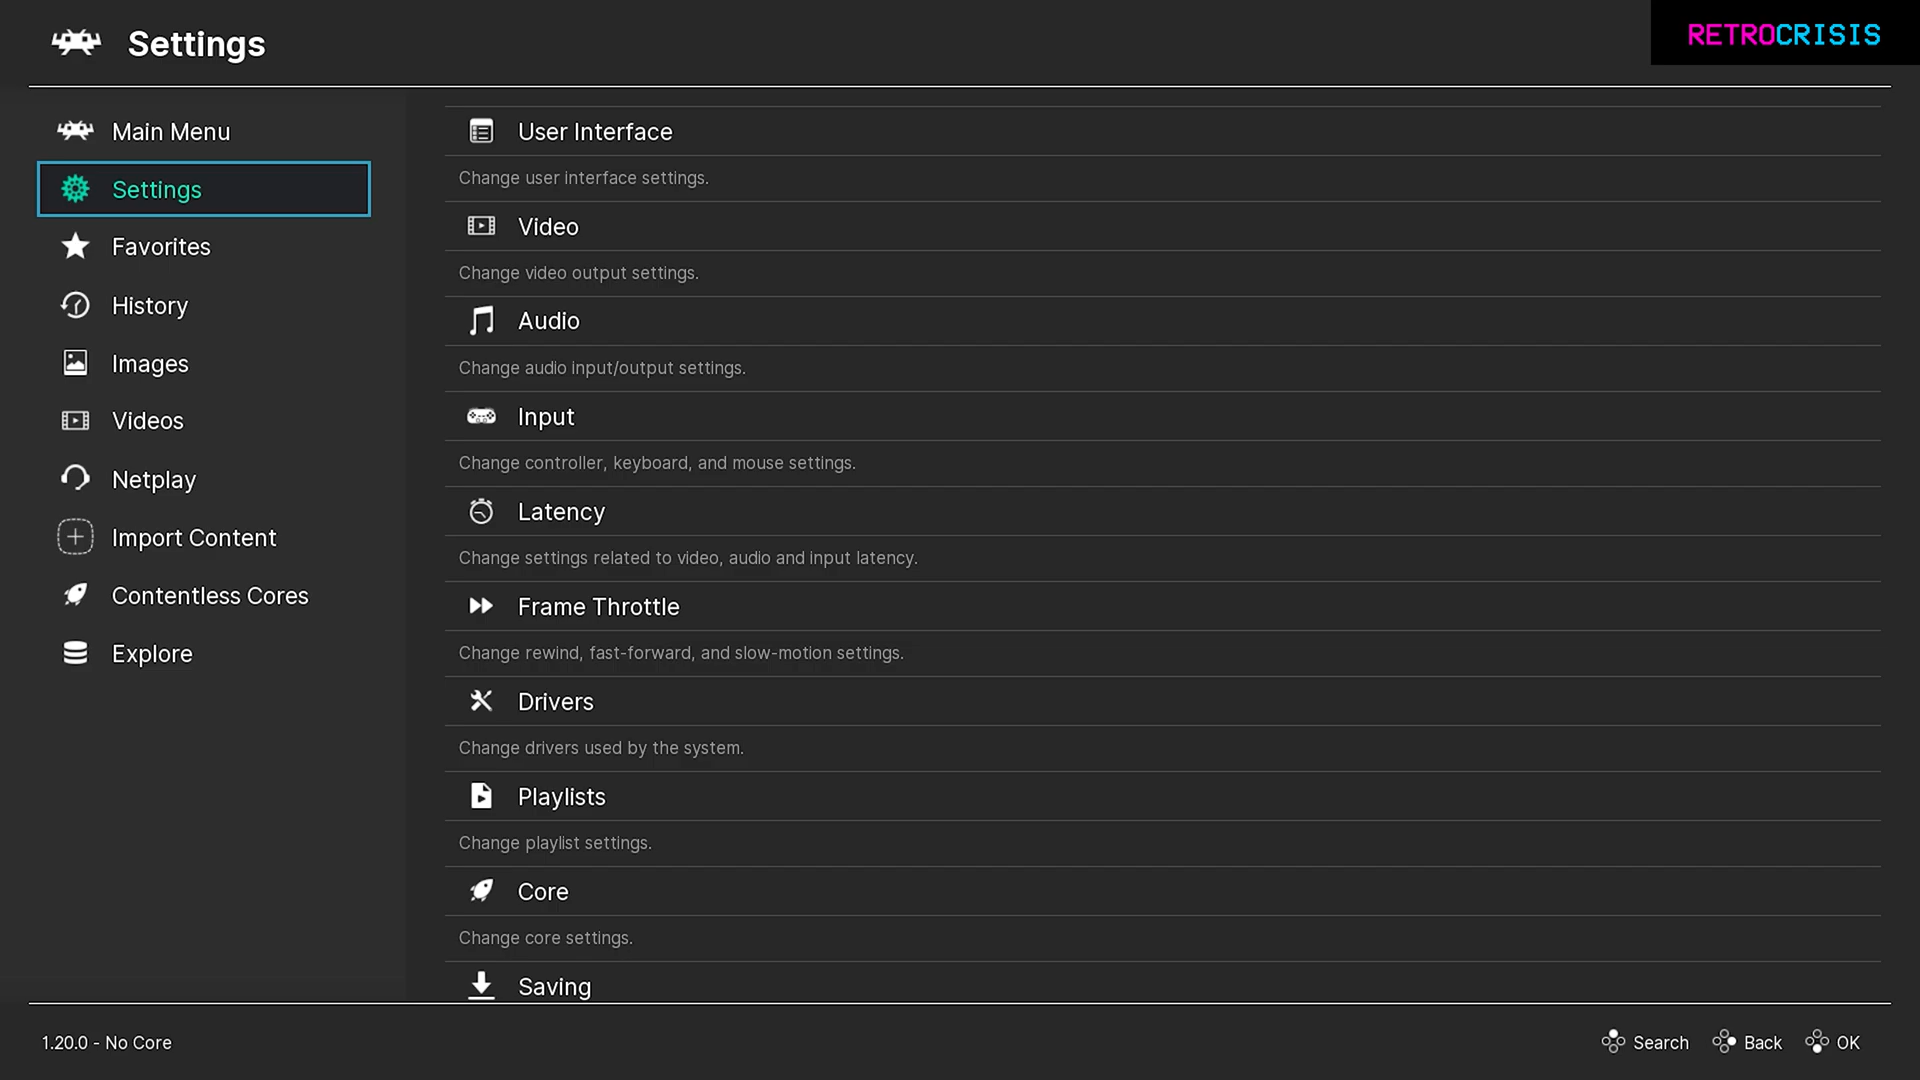 Settings
RETROCRISIS
Main Menu
Settings
Favorites
History
Images
Videos
Netplay
Import Content
Contentless Cores
Explore
User Interface
Change user interface settings.
Video
Change video output settings.
Audio
Change audio input/output settings.
Input
Change controller, keyboard, and mouse settings.
Latency
Change settings related to video, audio and input latency.
Frame Throttle
Change rewind, fast-forward, and slow-motion settings.
Drivers
Change drivers used by the system.
Playlists
Change playlist settings.
Core
Change core settings.
Saving
1.20.0 - No Core
Search Back OK